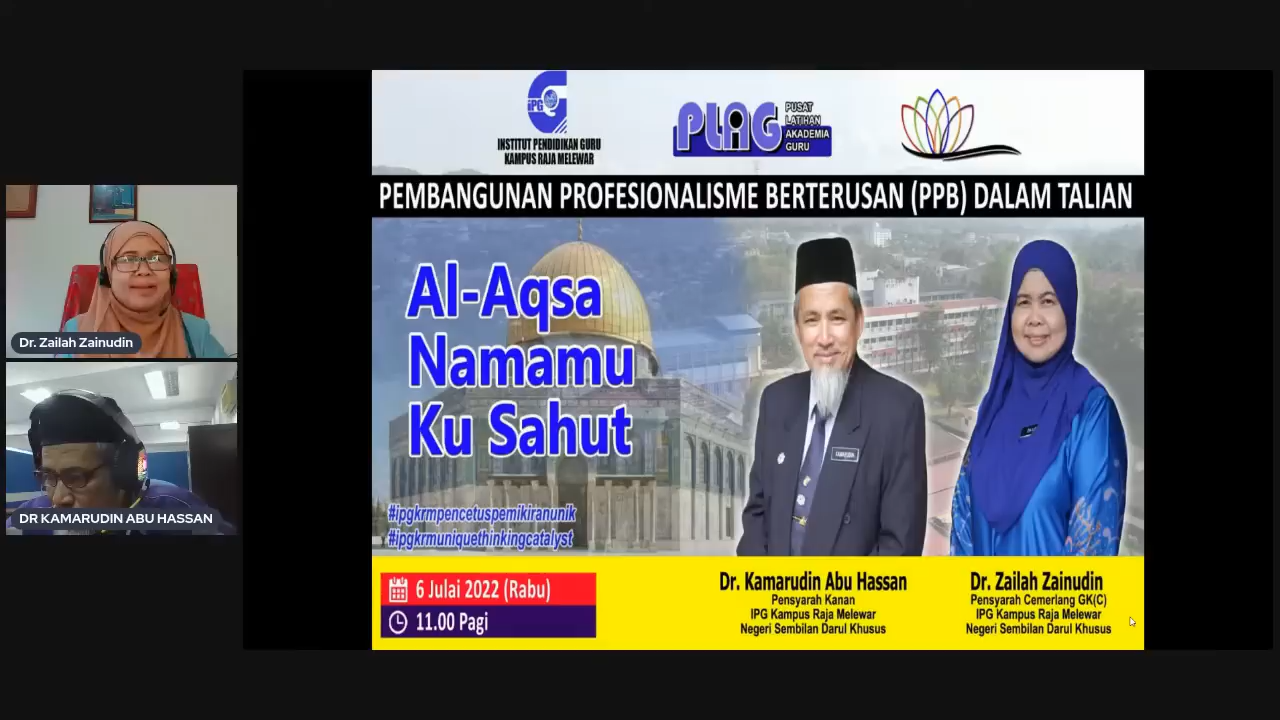 iPG
INSTITUT PENDIDIKAN GURU
KAMPUS RAJA MELEWAR
PLAG
PUSAT
LATIHAN
AKADEMIA
GURU
PEMBANGUNAN PROFESIONALISME BERTERUSAN (PPB) DALAM TALIAN
Al-Aqsa
Namamu
Ku Sahut
#ipgkrmpencetuspemikiranunik
#ipgkrmuniquethinkingcatalyst
6 Julai 2022 (Rabu)
11.00 Pagi
Dr. Kamarudin Abu Hassan
Pensyarah Kanan
IPG Kampus Raja Melewar
Negeri Sembilan Darul Khusus
Dr. Zailah Zainudin
Pensyarah Cemerlang GK(C)
IPG Kampus Raja Melewar
Negeri Sembilan Darul Khusus
Dr. Zailah Zainudin
DR KAMARUDIN ABU HASSAN